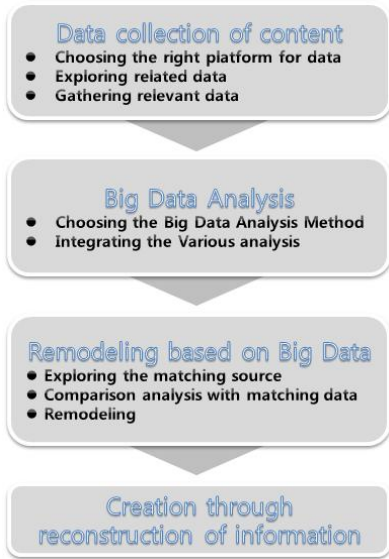 Data collection of content
● Choosing the right platform for data
● Exploring related data
● Gathering relevant data
Big Data Analysis
● Choosing the Big Data Analysis Method
● Integrating the Various analysis
Remodeling based on Big Data
● Exploring the matching source
● Comparison analysis with matching data
● Remodeling
Creation through
reconstruction of information